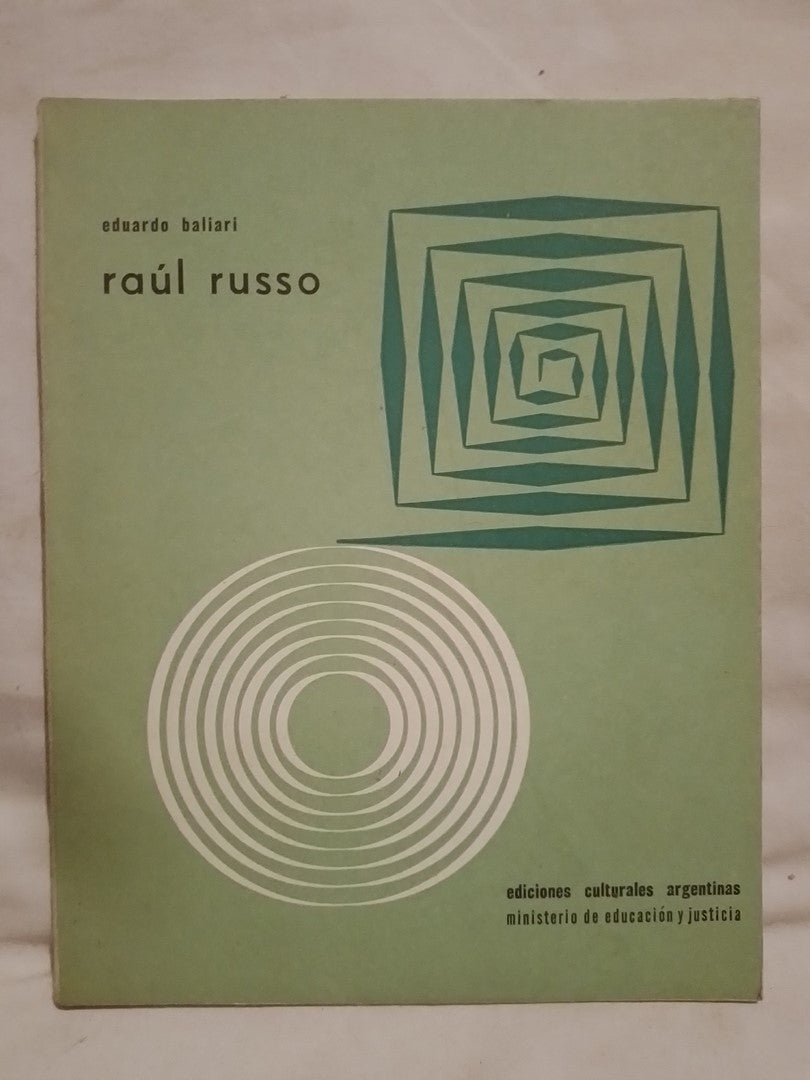 eduardo baliari
raúl russo
ediciones culturales argentinas
ministerio de educación y justicia